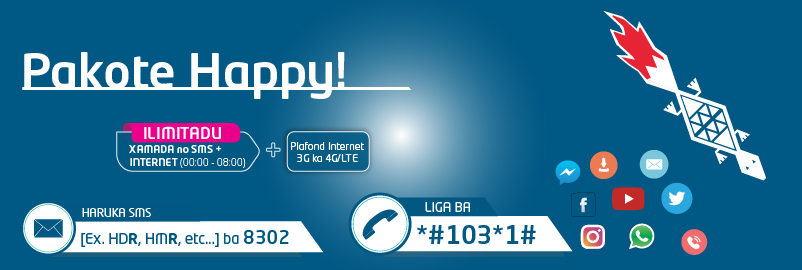 Pakote Happy!
ILIMITADU
XAMADA no SMS +
INTERNET (00:00 - 08:00)
+
Plafond Internet
3G ka 4G/LTE
HARUKA SMS
[Ex. HDR, HMR, etc...] ba 8302
LIGA BA
*#103*1#